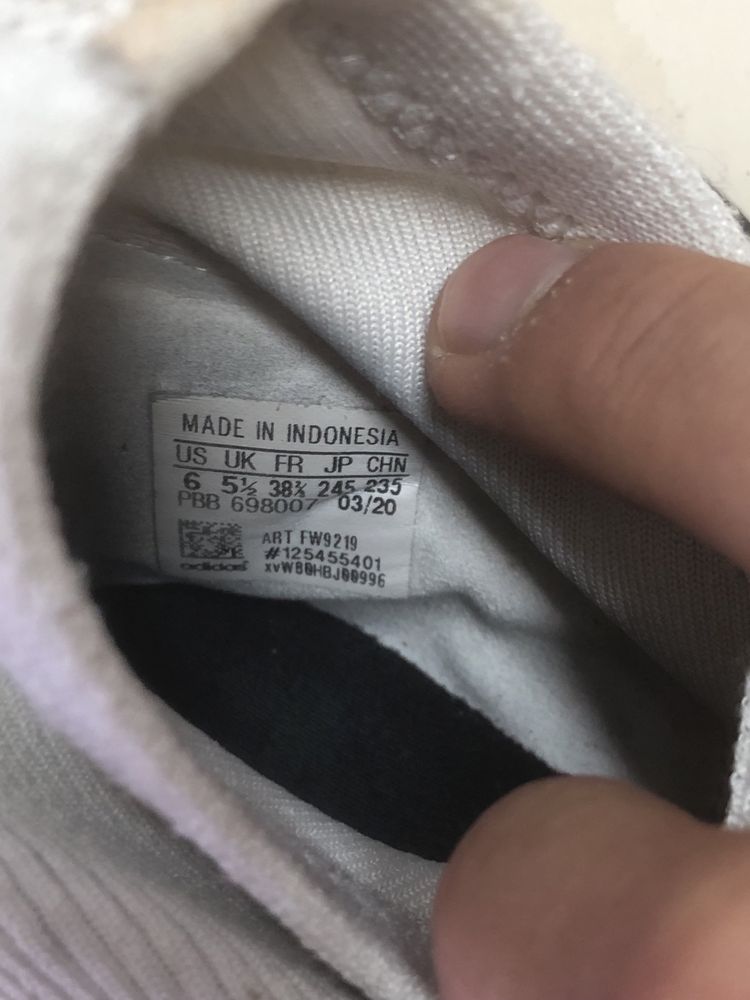 MADE IN INDONESIA
US UK FR JP CHN
6 5½ 38⅔ 245 235
PBB 698007 03/20
ART FW9219
#125455401
adidas xvW80HBJ00996